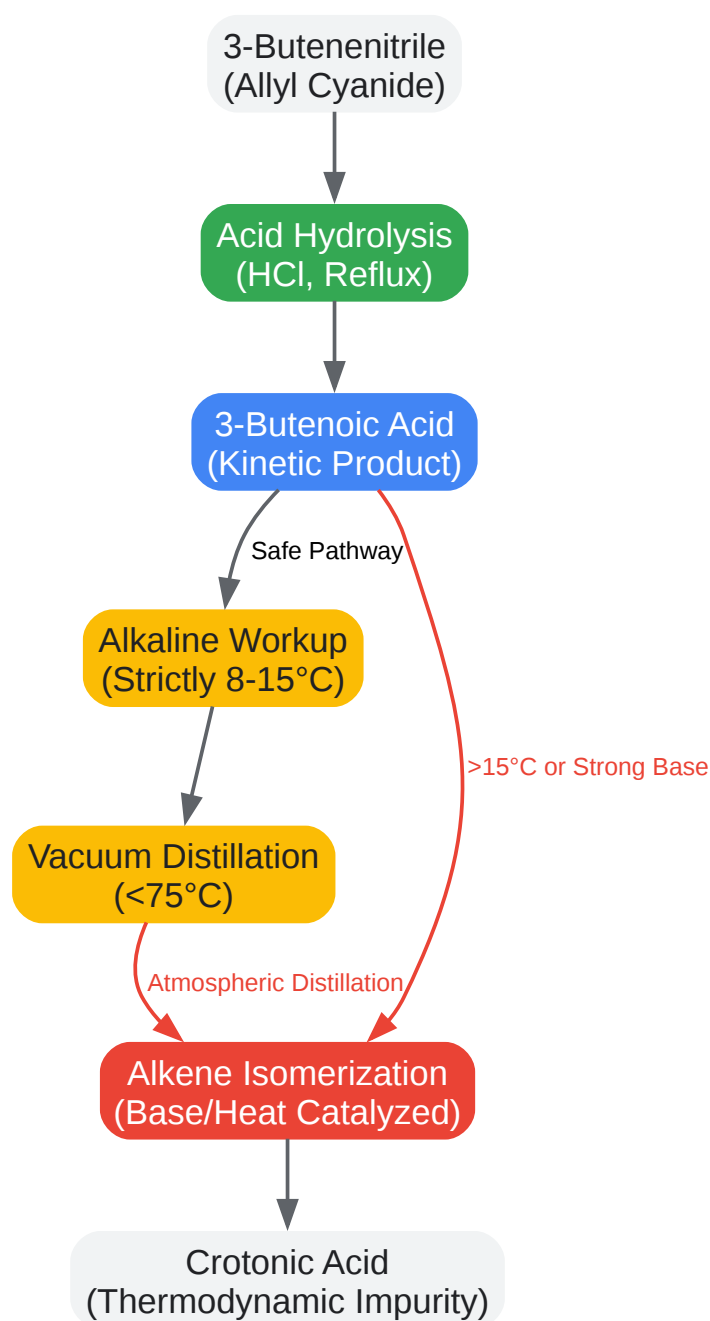 3-Butenenitrile
(Allyl Cyanide)
Acid Hydrolysis
(HCl, Reflux)
3-Butenoic Acid
(Kinetic Product)
Safe Pathway
Alkaline Workup
(Strictly 8-15°C)
>15°C or Strong Base
Vacuum Distillation
(<75°C)
Atmospheric Distillation
Alkene Isomerization
(Base/Heat Catalyzed)
Crotonic Acid
(Thermodynamic Impurity)